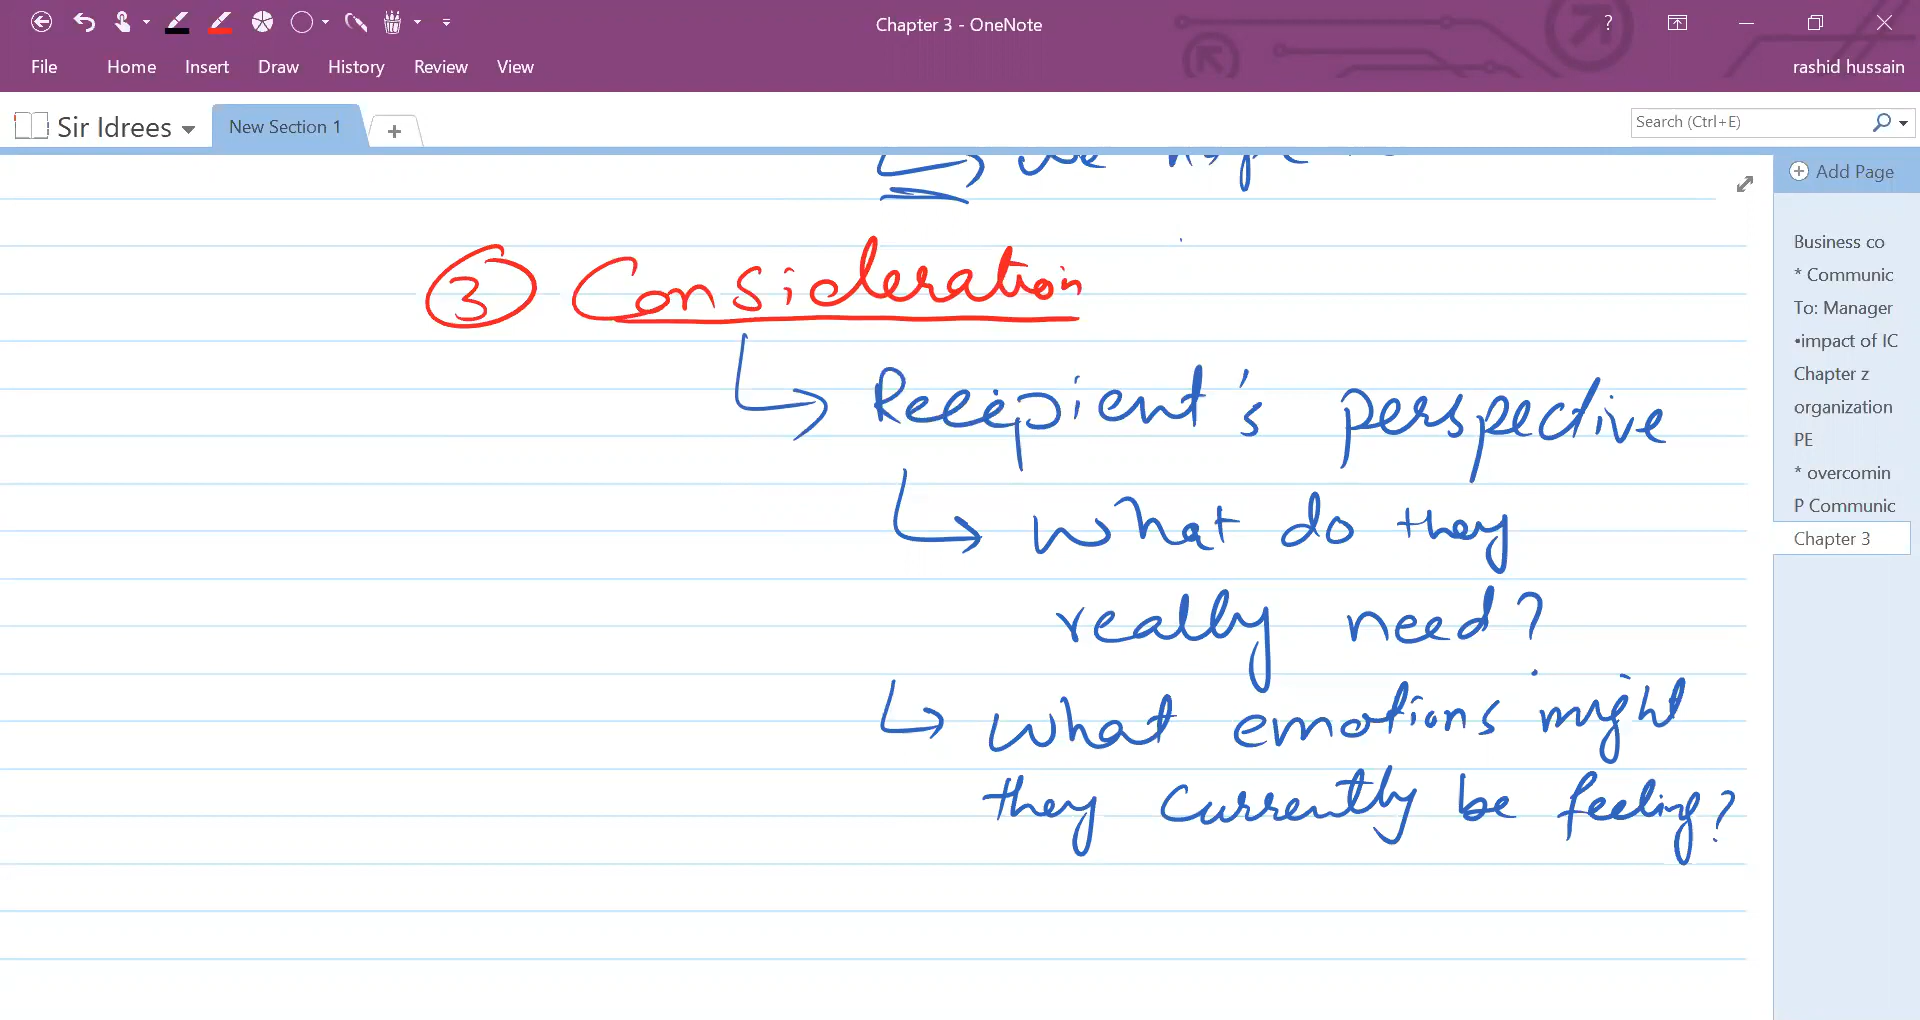 Chapter 3 - OneNote
?
File Home Insert Draw History Review View
rashid hussain
Sir Idrees
New Section 1
+
Search (Ctrl+E)
Add Page
Business co
* Communic
To: Manager
•impact of IC
Chapter z
organization
PE
* overcomin
P Communic
Chapter 3
③ Consideration
Recipient's perspective
What do they
really need?
What emotions might
they currently be feeling?